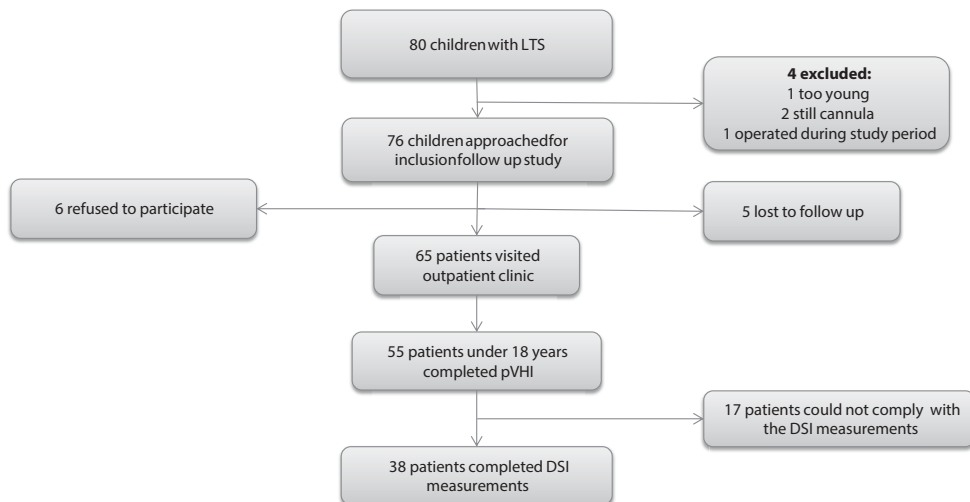 80 children with LTS
4 excluded:
1 too young
2 still cannula
1 operated during study period
76 children approached for
inclusion follow up study
6 refused to participate
5 lost to follow up
65 patients visited
outpatient clinic
55 patients under 18 years
completed pVHI
17 patients could not comply with
the DSI measurements
38 patients completed DSI
measurements